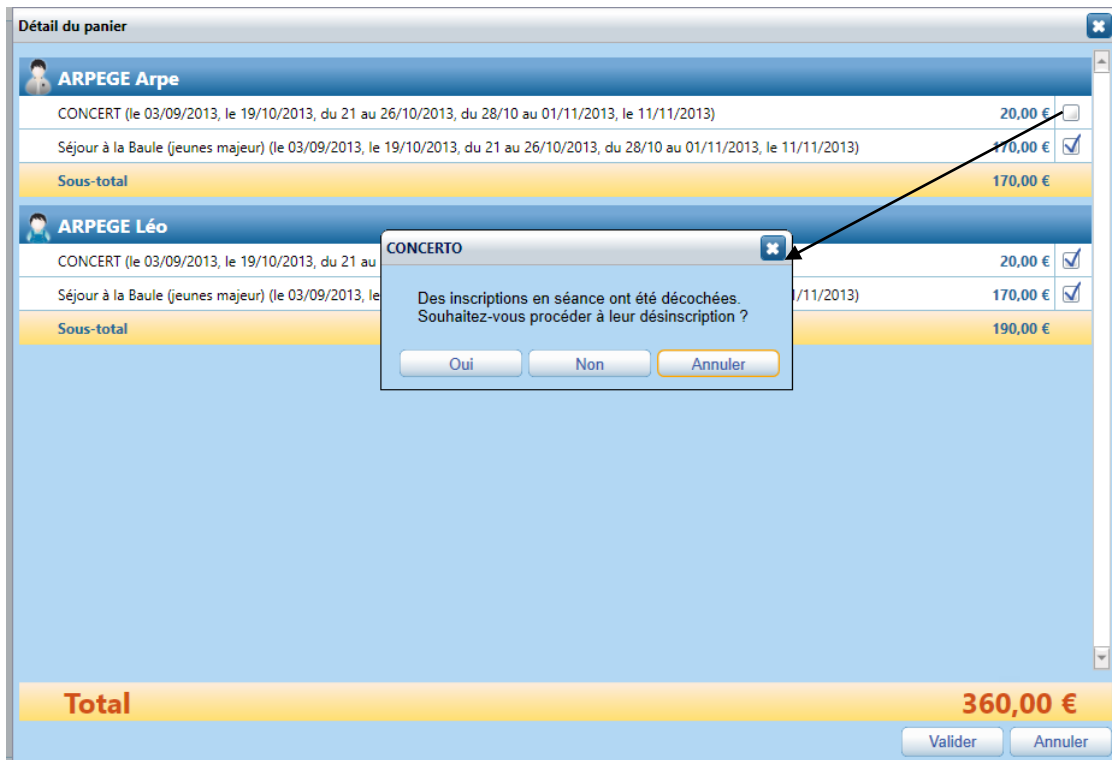 Détail du panier
ARPEGE Arpe
CONCERT (le 03/09/2013, le 19/10/2013, du 21 au 26/10/2013, du 28/10 au 01/11/2013, le 11/11/2013) 20,00 €
Séjour à la Baule (jeunes majeur) (le 03/09/2013, le 19/10/2013, du 21 au 26/10/2013, du 28/10 au 01/11/2013, le 11/11/2013) 170,00 €
Sous-total 170,00 €
ARPEGE Léo
CONCERT (le 03/09/2013, le 19/10/2013, du 21 au 20,00 €
Séjour à la Baule (jeunes majeur) (le 03/09/2013, le 1/11/2013) 170,00 €
Sous-total 190,00 €
CONCERTO
Des inscriptions en séance ont été décochées.
Souhaitez-vous procéder à leur désinscription ?
Oui Non Annuler
Total 360,00 €
Valider Annuler